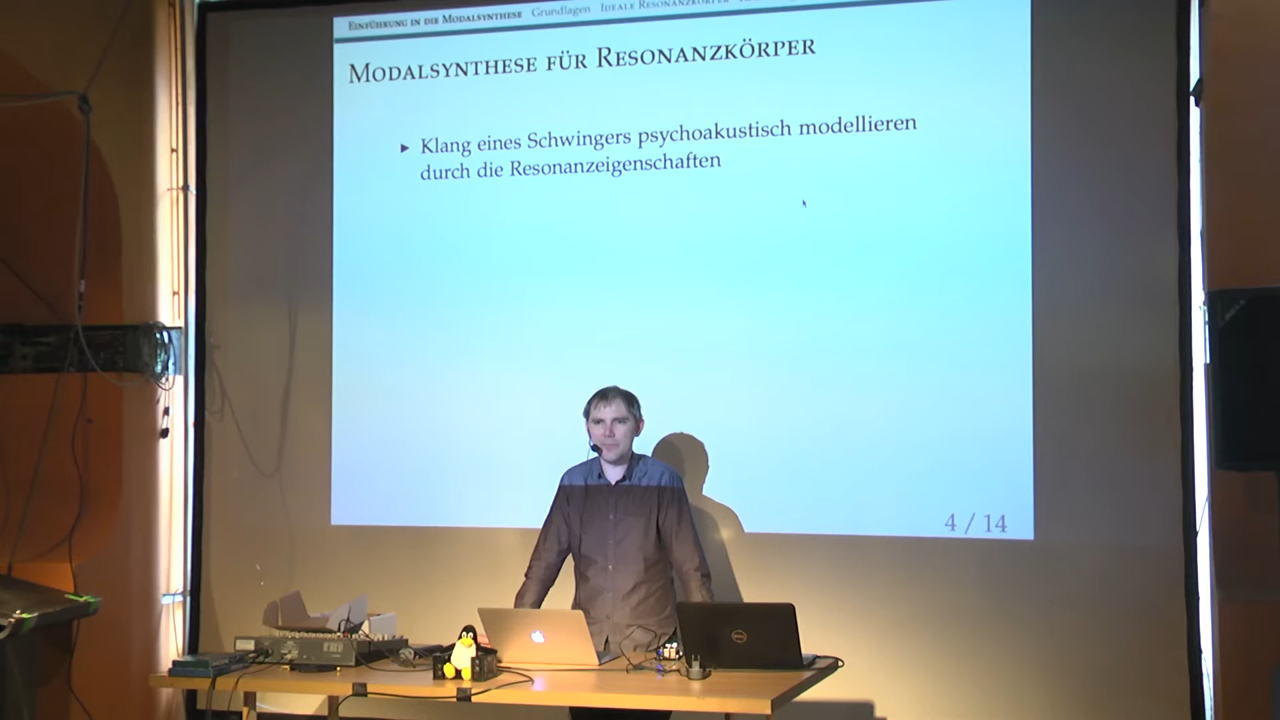 Einführung in die Modalsynthese Grundlagen Ideale Resonanzkörper
Modalsynthese für Resonanzkörper
► Klang eines Schwingers psychoakustisch modellieren
durch die Resonanzeigenschaften
4 / 14
DELL